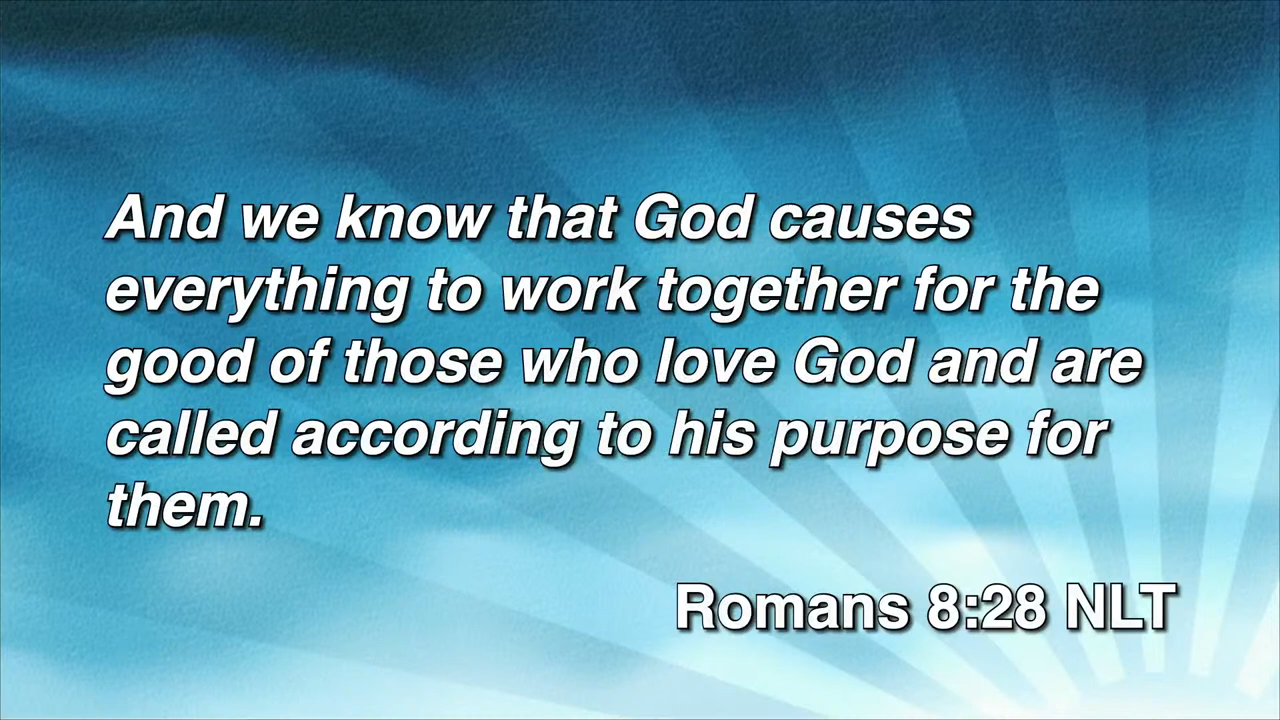 And we know that God causes
everything to work together for the
good of those who love God and are
called according to his purpose for
them.
Romans 8:28 NLT